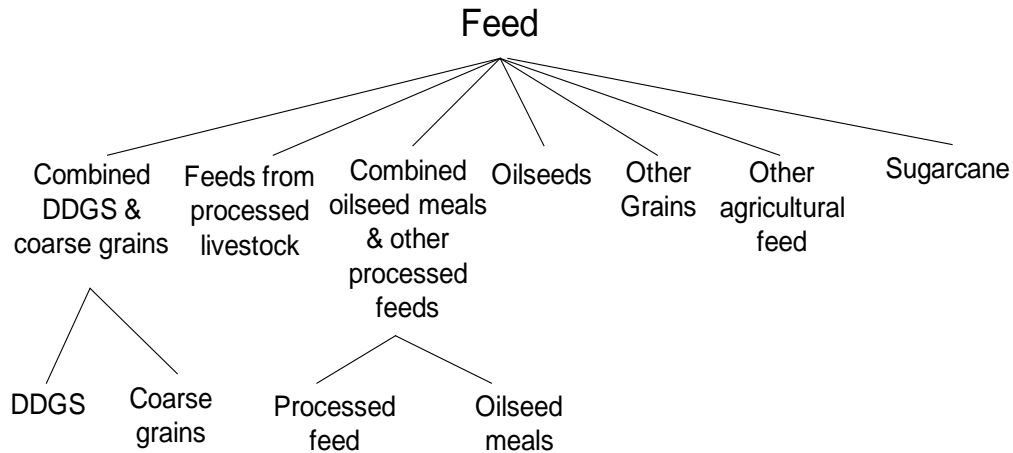 Feed
Combined
DDGS &
coarse grains
Feeds from
processed
livestock
Combined
oilseed meals
& other
processed
feeds
Oilseeds
Other
Grains
Other
agricultural
feed
Sugarcane
DDGS
Coarse
grains
Processed
feed
Oilseed
meals